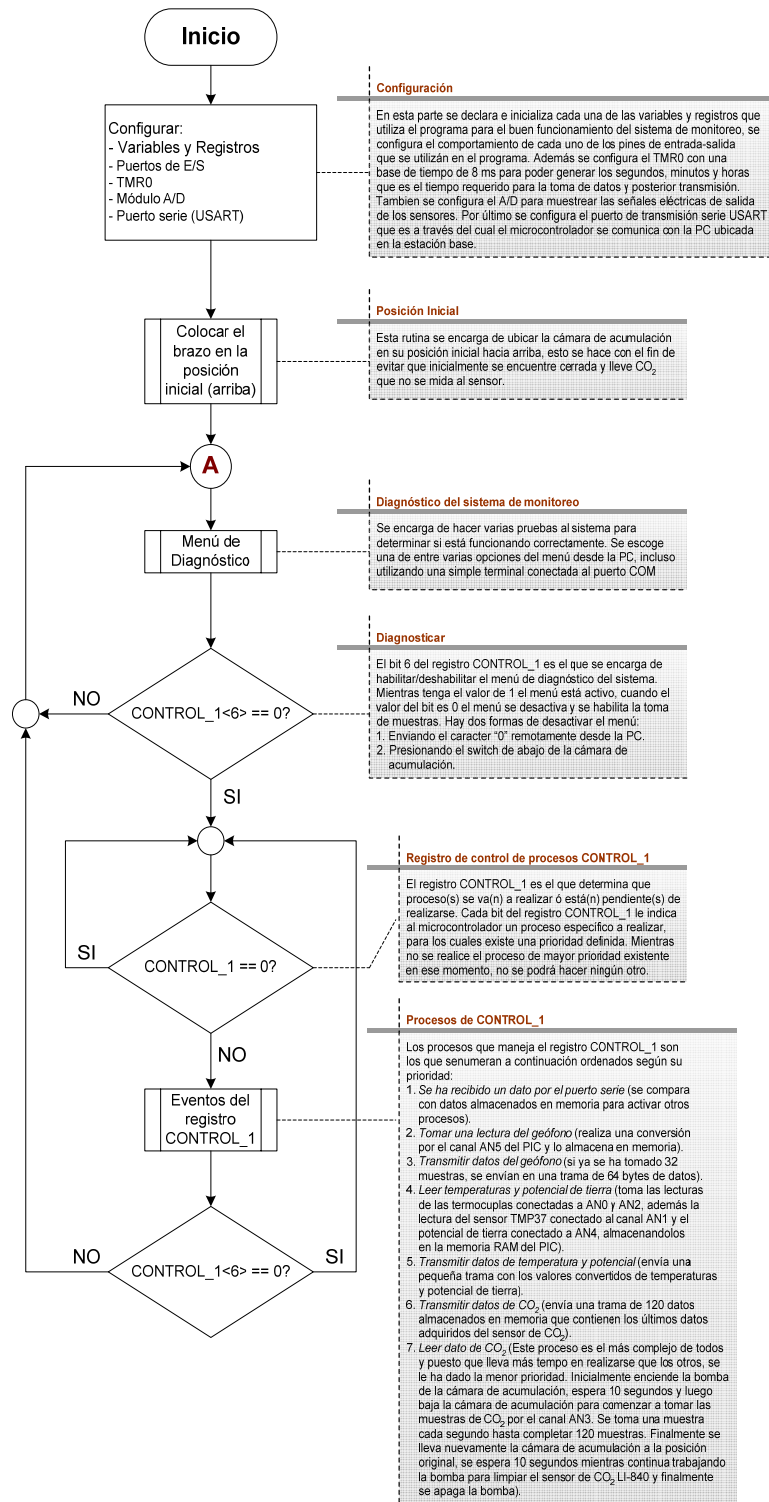 Inicio
Configurar:
- Variables y Registros
- Puertos de E/S
- TMR0
- Módulo A/D
- Puerto serie (USART)
Configuración
En esta parte se declara e inicializa cada una de las variables y registros que
utiliza el programa para el buen funcionamiento del sistema de monitoreo, se
configura el comportamiento de cada uno de los pines de entrada-salida
que se utilizán en el programa. Además se configura el TMR0 con una
base de tiempo de 8 ms para poder generar los segundos, minutos y horas
que es el tiempo requerido para la toma de datos y posterior transmisión.
Tambien se configura el A/D para muestrear las señales eléctricas de salida
de los sensores. Por último se configura el puerto de transmisión serie USART
que es a través del cual el microcontrolador se comunica con la PC ubicada
en la estación base.
Colocar el
brazo en la
posición
inicial (arriba)
Posición Inicial
Esta rutina se encarga de ubicar la cámara de acumulación
en su posición inicial hacia arriba, esto se hace con el fin de
evitar que inicialmente se encuentre cerrada y lleve CO2
que no se mida al sensor.
A
Menú de
Diagnóstico
Diagnóstico del sistema de monitoreo
Se encarga de hacer varias pruebas al sistema para
determinar si está funcionando correctamente. Se escoge
una de entre varias opciones del menú desde la PC, incluso
utilizando una simple terminal conectada al puerto COM
Diagnosticar
El bit 6 del registro CONTROL_1 es el que se encarga de
habilitar/deshabilitar el menú de diagnóstico del sistema.
Mientras tenga el valor de 1 el menú está activo, cuando el
valor del bit es 0 el menú se desactiva y se habilita la toma
de muestras. Hay dos formas de desactivar el menú:
1. Enviando el caracter “0” remotamente desde la PC.
2. Presionando el switch de abajo de la cámara de
acumulación.
NO
CONTROL_1<6> == 0?
SI
Registro de control de procesos CONTROL_1
El registro CONTROL_1 es el que determina que
proceso(s) se va(n) a realizar ó está(n) pendiente(s) de
realizarse. Cada bit del registro CONTROL_1 le indica
al microcontrolador un proceso específico a realizar,
para los cuales existe una prioridad definida. Mientras
no se realice el proceso de mayor prioridad existente
en ese momento, no se podrá hacer ningún otro.
SI
CONTROL_1 == 0?
NO
Eventos del
registro
CONTROL_1
Procesos de CONTROL_1
Los procesos que maneja el registro CONTROL_1 son
los que senumeran a continuación ordenados según su
prioridad:
1. Se ha recibido un dato por el puerto serie (se compara
con datos almacenados en memoria para activar otros
procesos).
2. Tomar una lectura del geófono (realiza una conversión
por el canal AN5 del PIC y lo almacena en memoria).
3. Transmitir datos del geófono (si ya se ha tomado 32
muestras, se envían en una trama de 64 bytes de datos).
4. Leer temperaturas y potencial de tierra (toma las lecturas
de las termocuplas conectadas a AN0 y AN2, además la
lectura del sensor TMP37 conectado al canal AN1 y el
potencial de tierra conectado a AN4, almacenandolos
en la memoria RAM del PIC).
5. Transmitir datos de temperatura y potencial (envía una
pequeña trama con los valores convertidos de temperaturas
y potencial de tierra).
6. Transmitir datos de CO2 (envía una trama de 120 datos
almacenados en memoria que contienen los últimos datos
adquiridos del sensor de CO2).
7. Leer dato de CO2 (Este proceso es el más complejo de todos
y puesto que lleva más tempo en realizarse que los otros, se
le ha dado la menor prioridad. Inicialmente enciende la bomba
de la cámara de acumulación, espera 10 segundos y luego
baja la cámara de acumulación para comenzar a tomar las
muestras de CO2 por el canal AN3. Se toma una muestra
cada segundo hasta completar 120 muestras. Finalmente se
lleva nuevamente la cámara de acumulación a la posición
original, se espera 10 segundos mientras continua trabajando
la bomba para limpiar el sensor de CO2 LI-840 y finalmente
se apaga la bomba).
NO
SI
CONTROL_1<6> == 0?